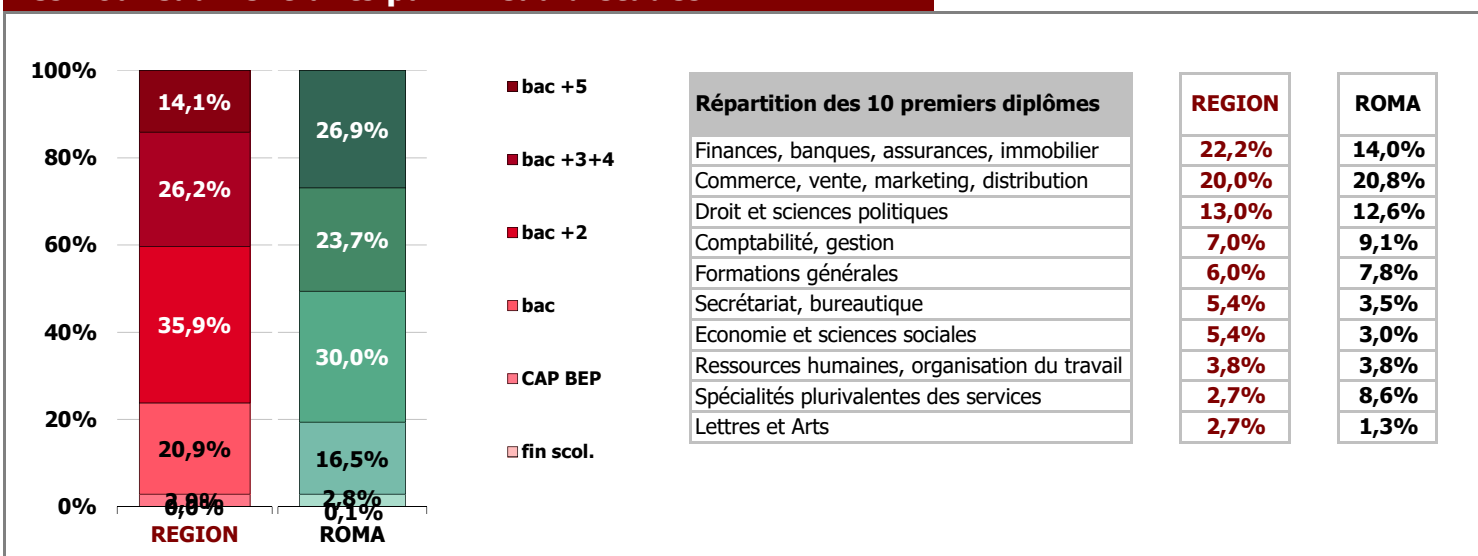 100%
80%
60%
40%
20%
0%
14,1%
26,2%
35,9%
20,9%
REGION
26,9%
23,7%
30,0%
16,5%
2,8%
0,1%
ROMA
bac +5
bac +3+4
bac +2
bac
CAP BEP
fin scol.
Répartition des 10 premiers diplômes REGION ROMA
Finances, banques, assurances, immobilier 22,2% 14,0%
Commerce, vente, marketing, distribution 20,0% 20,8%
Droit et sciences politiques 13,0% 12,6%
Comptabilité, gestion 7,0% 9,1%
Formations générales 6,0% 7,8%
Secrétariat, bureautique 5,4% 3,5%
Economie et sciences sociales 5,4% 3,0%
Ressources humaines, organisation du travail 3,8% 3,8%
Spécialités plurivalentes des services 2,7% 8,6%
Lettres et Arts 2,7% 1,3%